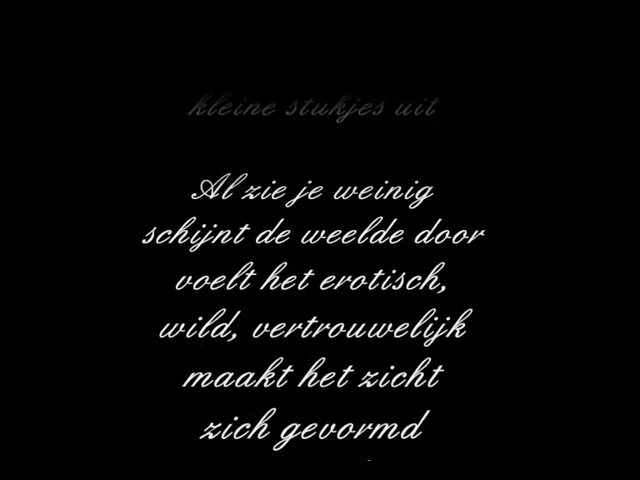 kleine stukjes uit
Al zie je weinig
schijnt de weelde door
voelt het erotisch,
wild, vertrouwelijk
maakt het zicht
zich gevormd